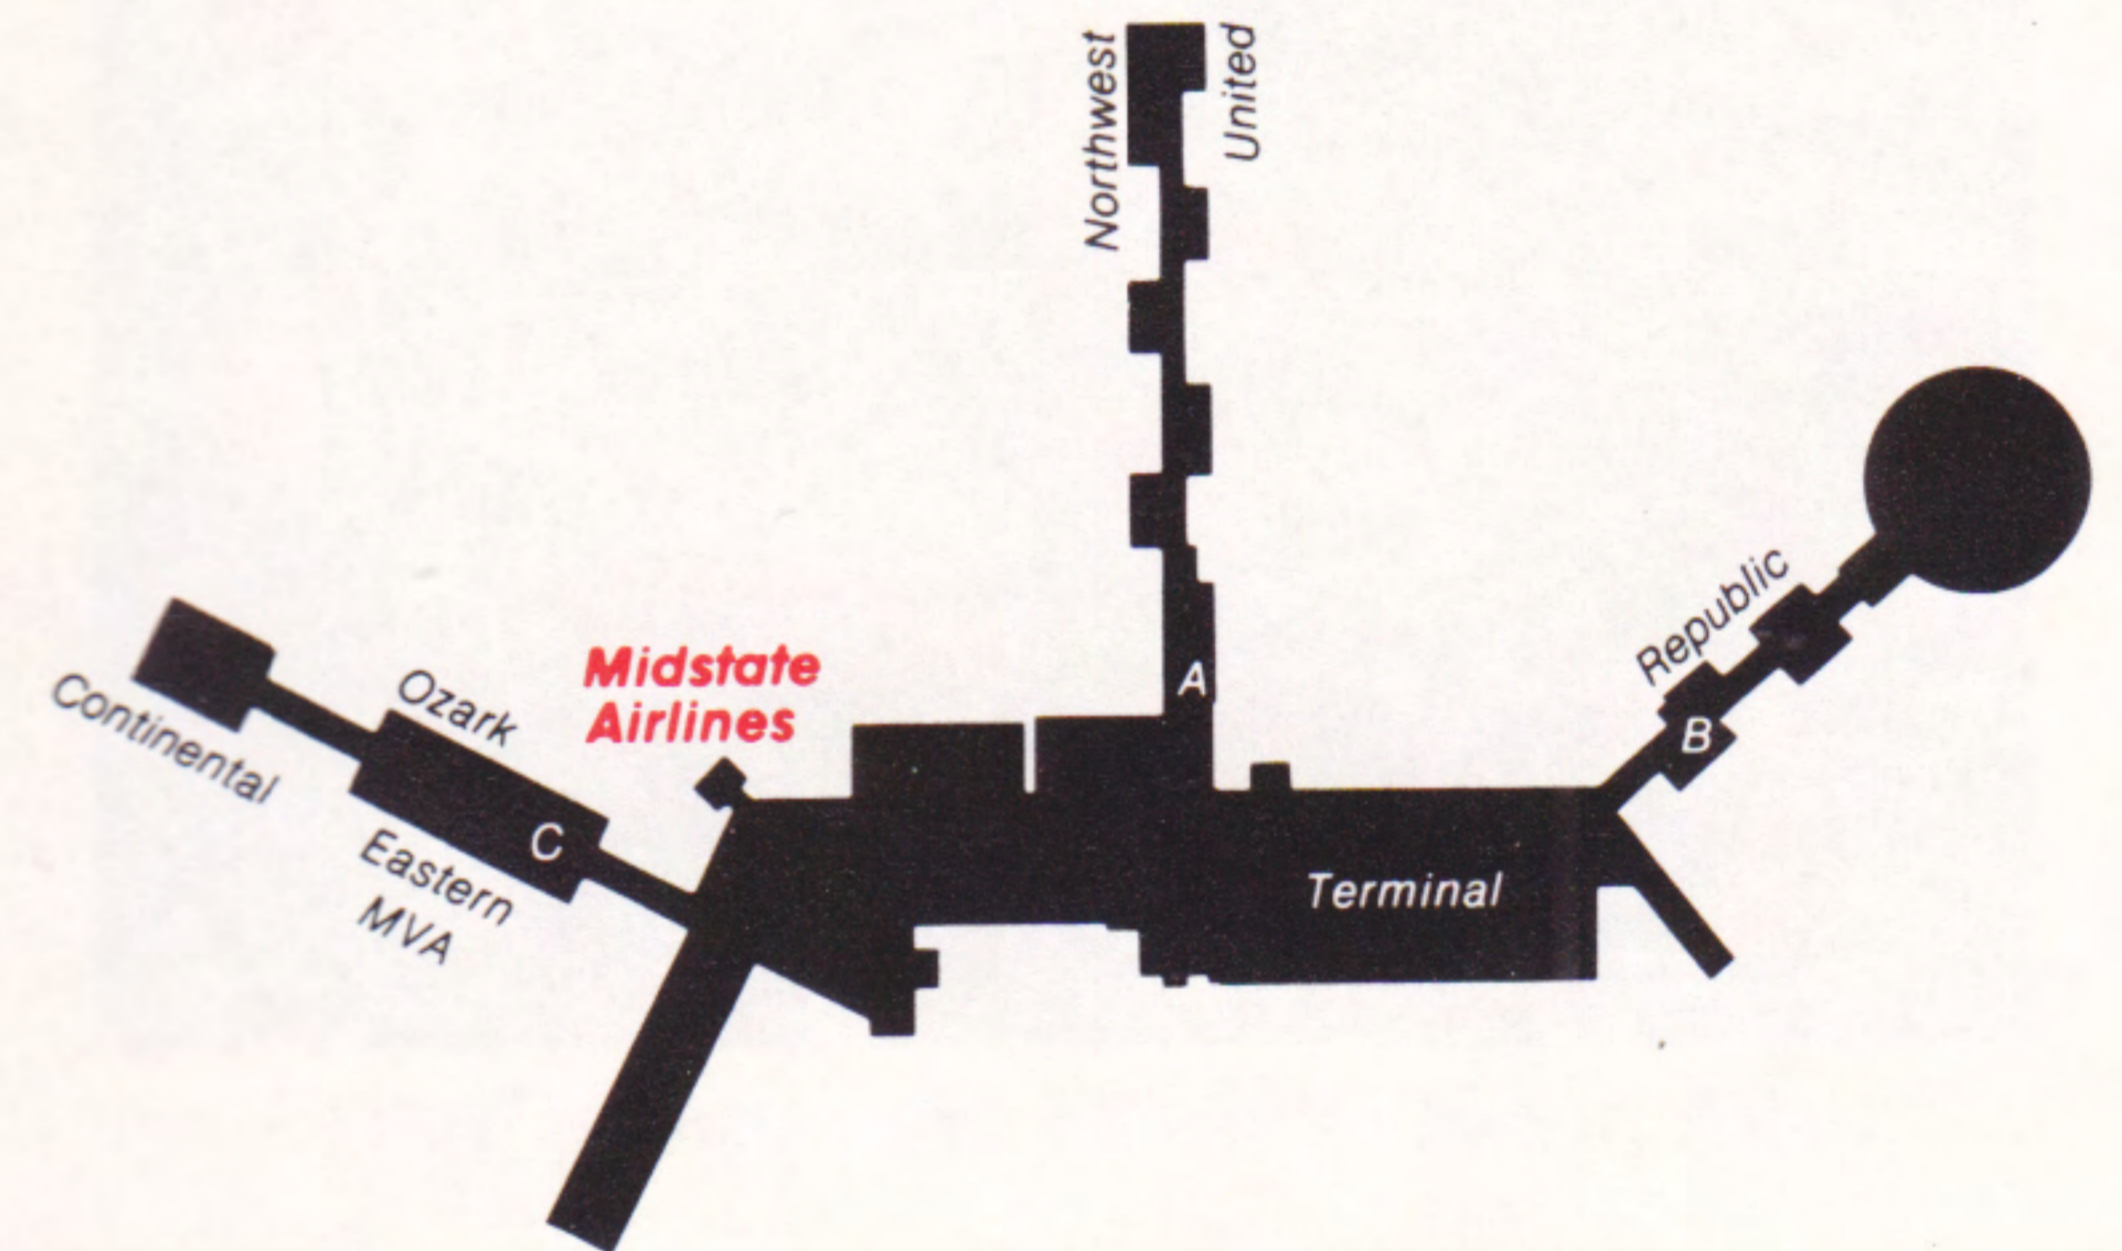 Northwest
United
Republic
Midstate
Airlines
A
Ozark
Continental
B
C
Eastern
MVA
Terminal